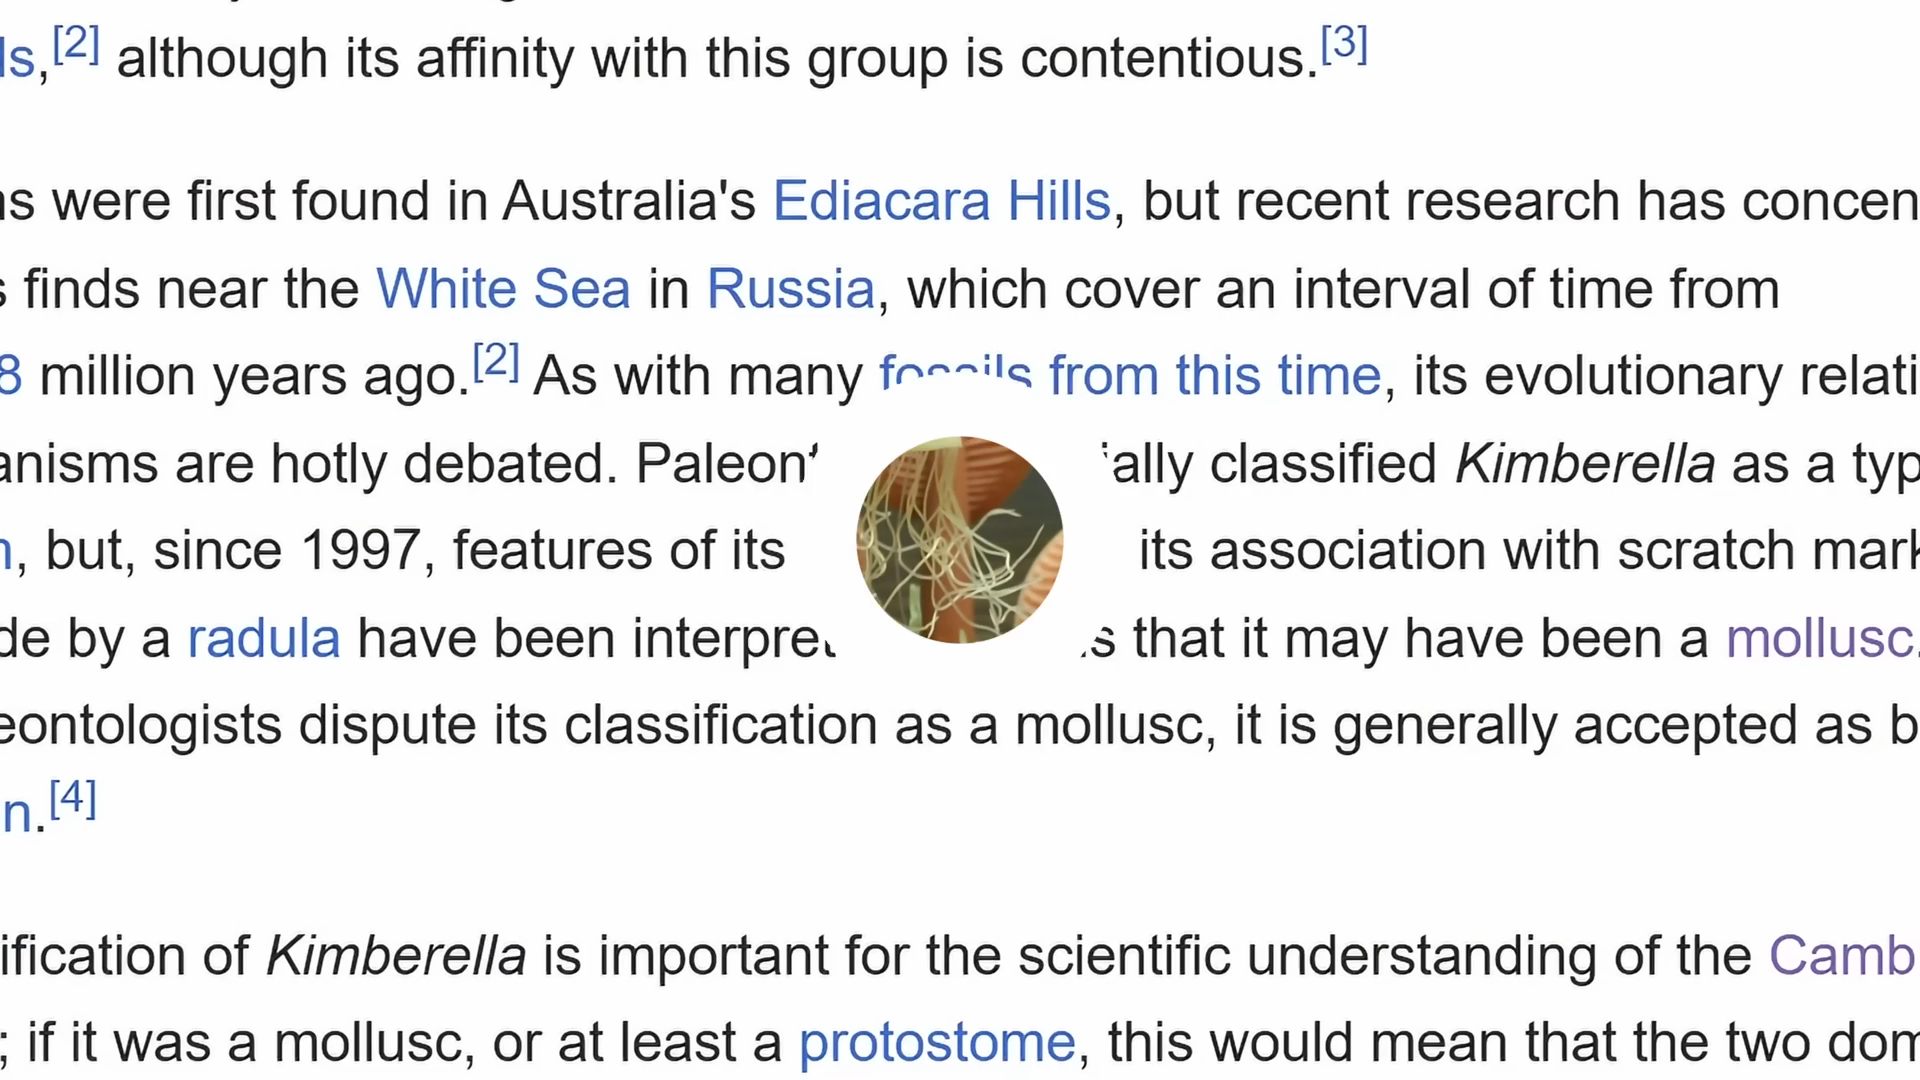 ls,[2] although its affinity with this group is contentious.[3]
were first found in Australia's Ediacara Hills, but recent research has concen
finds near the White Sea in Russia, which cover an interval of time from
8 million years ago.[2] As with many fossils from this time, its evolutionary relati
anisms are hotly debated. Paleon ally classified Kimberella as a typ
n, but, since 1997, features of its its association with scratch mark
de by a radula have been interpre s that it may have been a mollusc.
eontologists dispute its classification as a mollusc, it is generally accepted as b
n.[4]
ification of Kimberella is important for the scientific understanding of the Camb
; if it was a mollusc, or at least a protostome, this would mean that the two dom